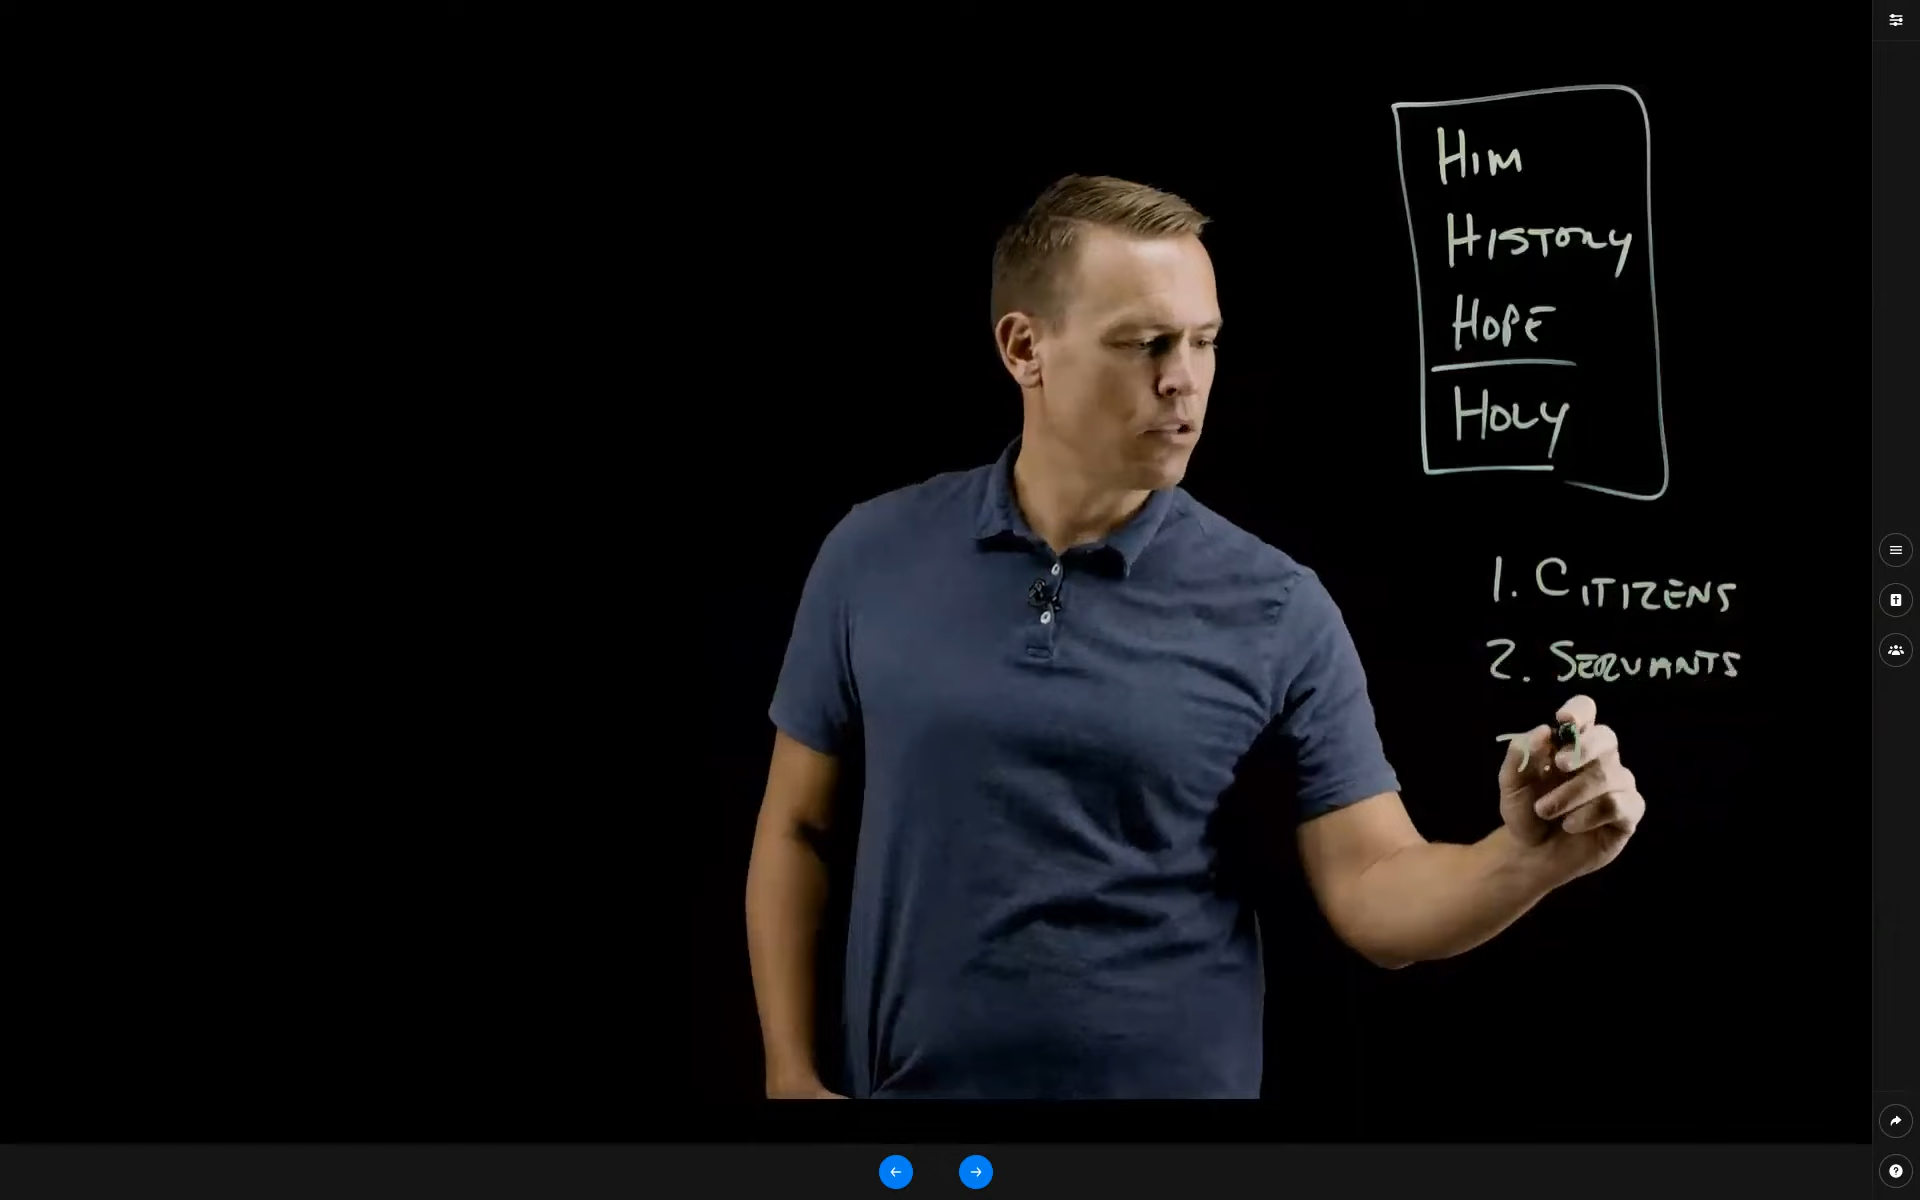 HIM
HISTORY
HOPE
HOLY
1. CITIZENS
2. SERVANTS